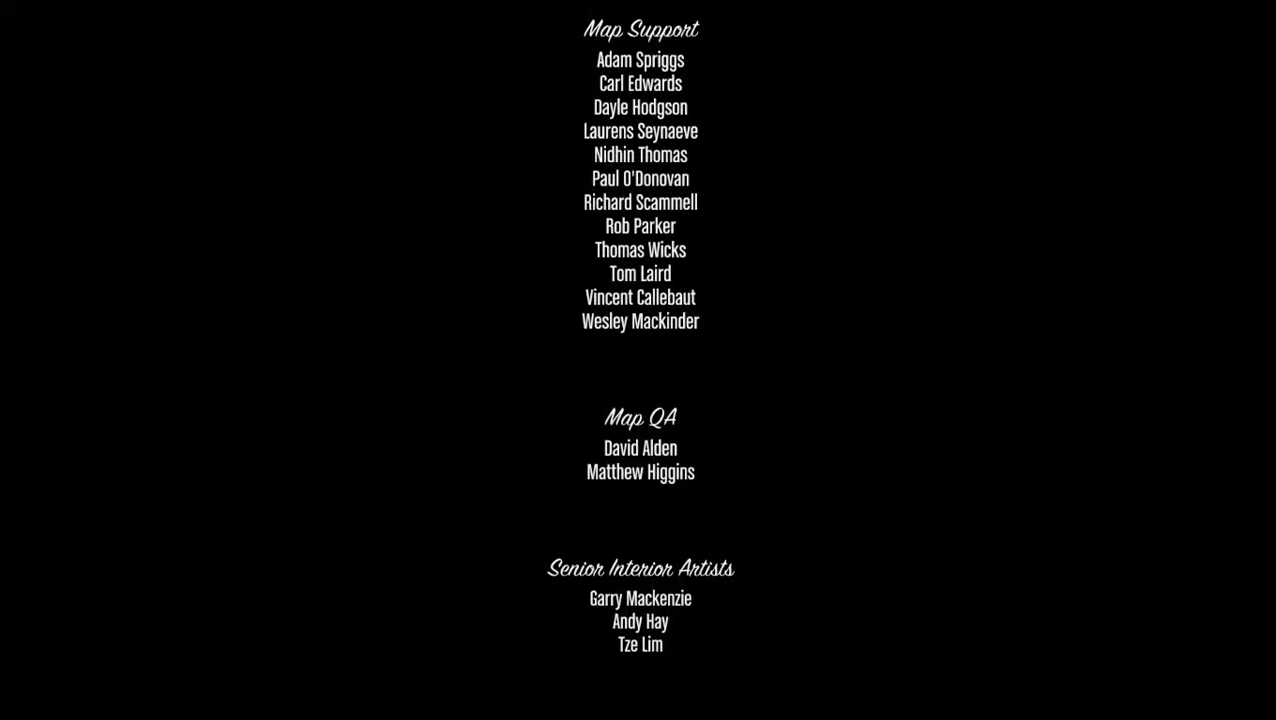 Map Support
Adam Spriggs
Carl Edwards
Dayle Hodgson
Laurens Seynaeve
Nidhin Thomas
Paul O'Donovan
Richard Scammell
Rob Parker
Thomas Wicks
Tom Laird
Vincent Callebaut
Wesley Mackinder
Map QA
David Alden
Matthew Higgins
Senior Interior Artists
Garry Mackenzie
Andy Hay
Tze Lim